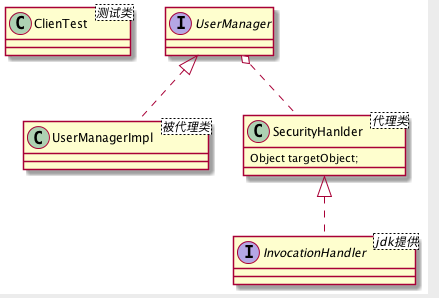 C ClienTest 测试类
I UserManager
C UserManagerImpl 被代理类
C SecurityHanlder 代理类
Object targetObject;
I InvocationHandler jdk提供